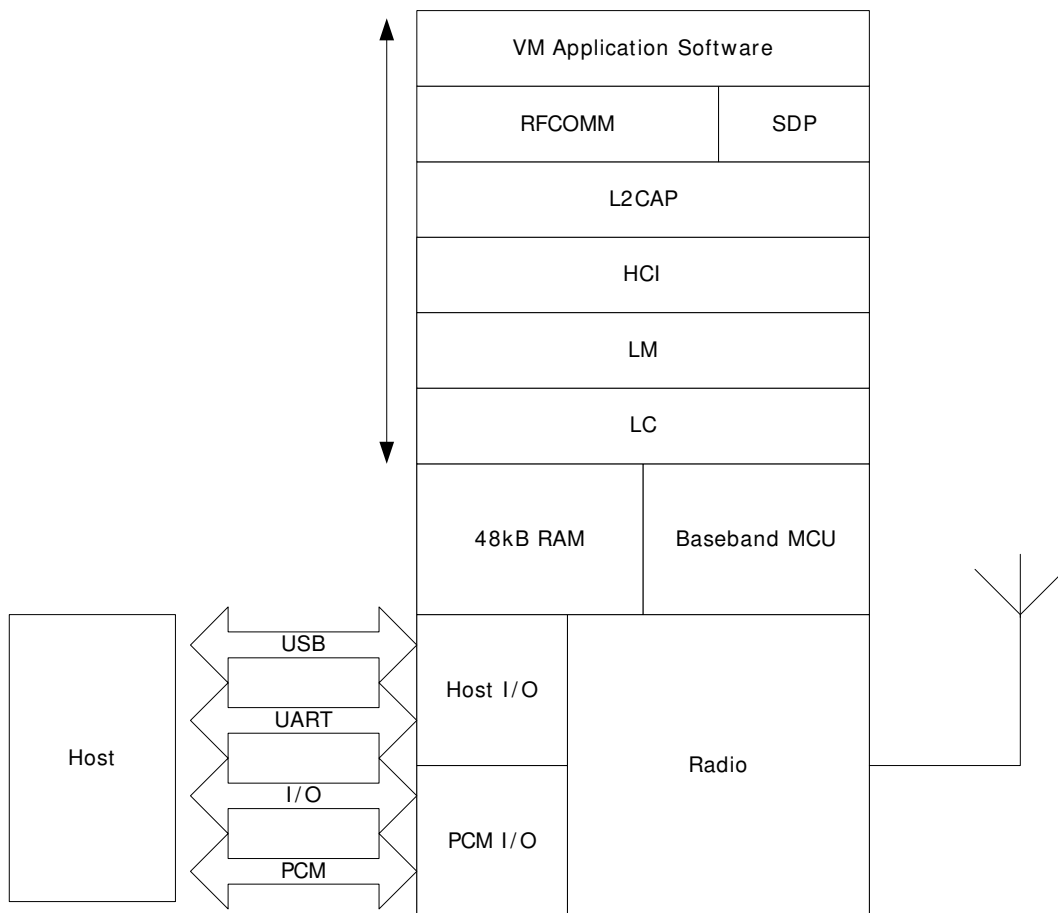 VM Application Software
RFCOMM
SDP
L2CAP
HCI
LM
LC
48kB RAM
Baseband MCU
USB
Host I/O
UART
Host
Radio
I/O
PCM I/O
PCM